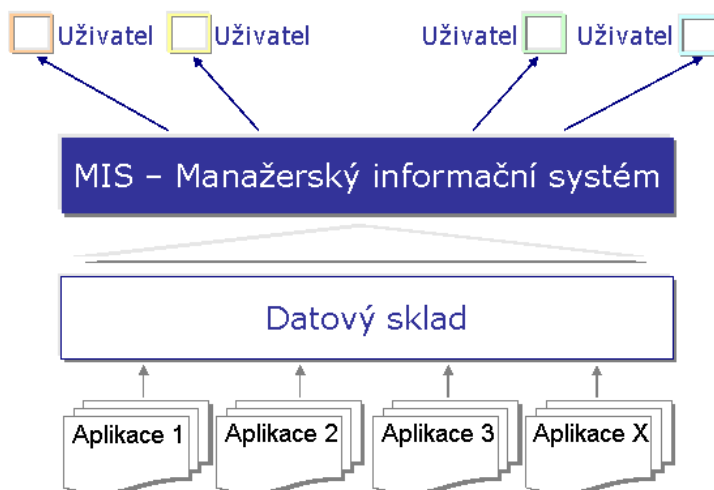 Uživatel Uživatel Uživatel Uživatel
MIS – Manažerský informační systém
Datový sklad
Aplikace 1 Aplikace 2 Aplikace 3 Aplikace X